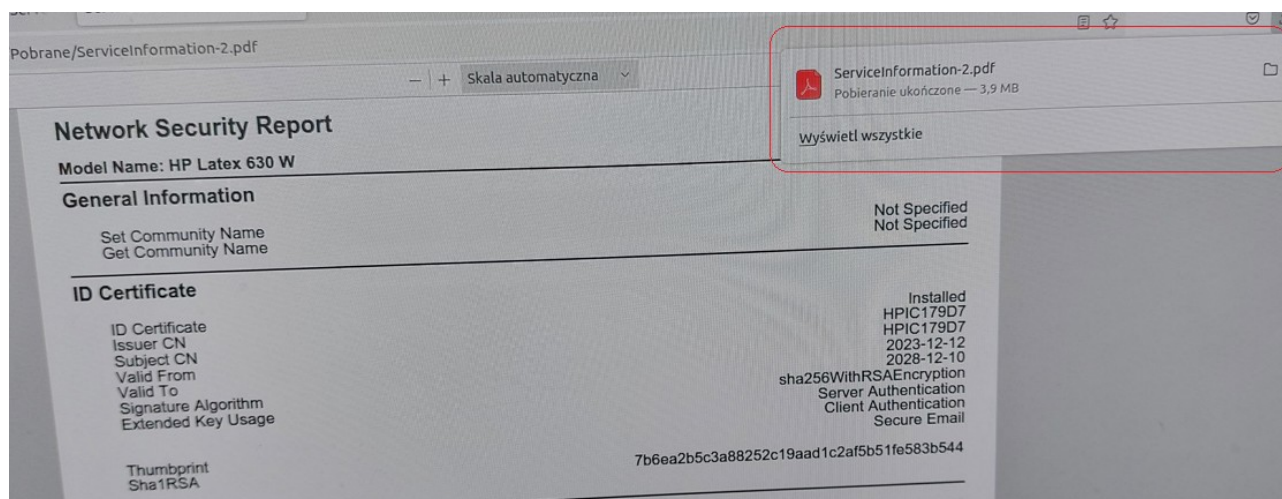 Pobrane/ServiceInformation-2.pdf
− | + Skala automatyczna
ServiceInformation-2.pdf
Pobieranie ukończone — 3,9 MB
Wyświetl wszystkie
Network Security Report
Model Name: HP Latex 630 W
General Information
Set Community Name Not Specified
Get Community Name Not Specified
ID Certificate
ID Certificate Installed
Issuer CN HPIC179D7
Subject CN HPIC179D7
Valid From 2023-12-12
Valid To 2028-12-10
Signature Algorithm sha256WithRSAEncryption
Extended Key Usage Server Authentication
Client Authentication
Secure Email
Thumbprint 7b6ea2b5c3a88252c19aad1c2af5b51fe583b544
Sha1RSA